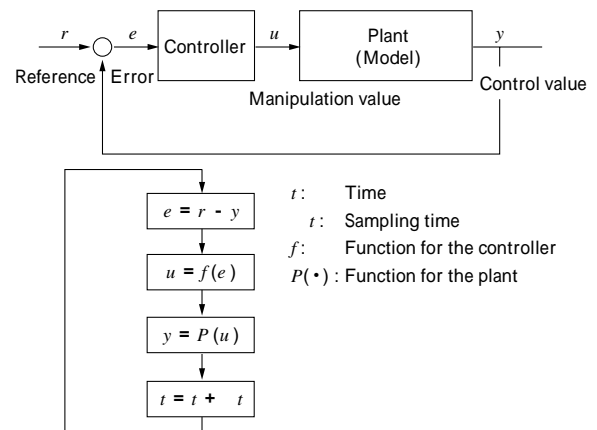 r
e
Controller
u
Plant
(Model)
y
Reference
Error
Manipulation value
Control value
e = r - y
u = f(e)
y = P(u)
t = t + t
t: Time
t: Sampling time
f: Function for the controller
P(•): Function for the plant